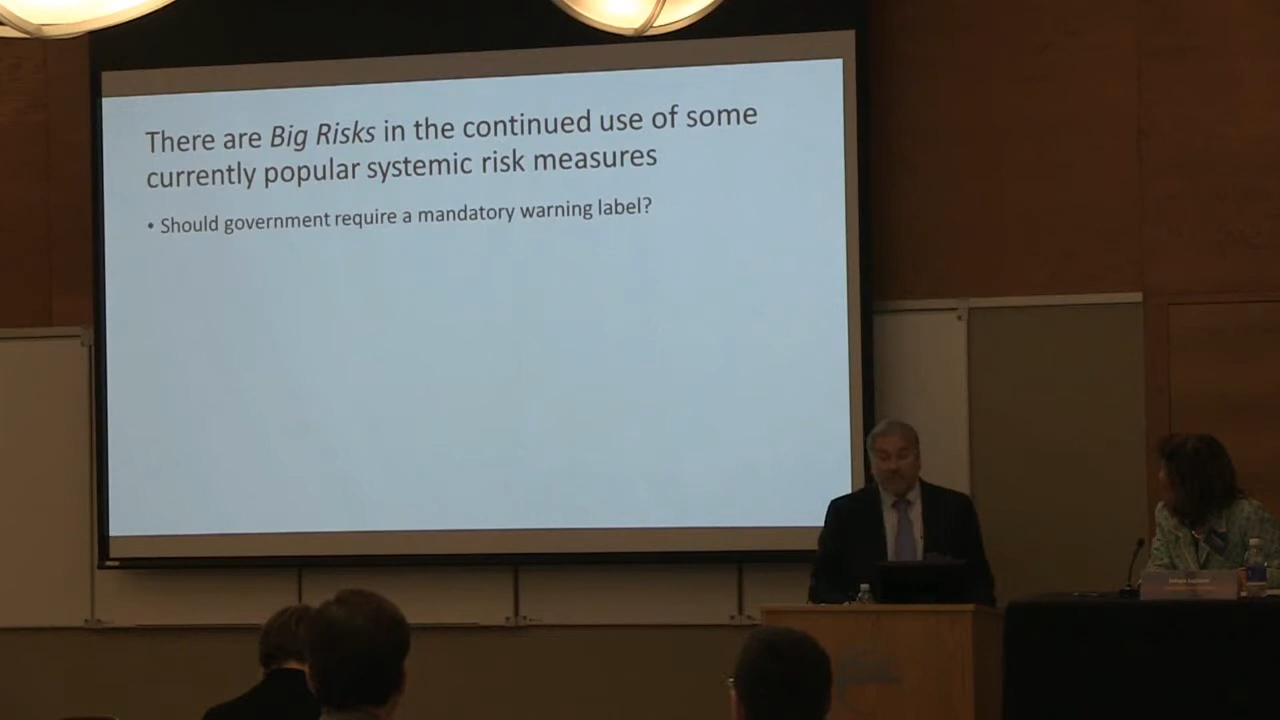 There are Big Risks in the continued use of some
currently popular systemic risk measures
• Should government require a mandatory warning label?